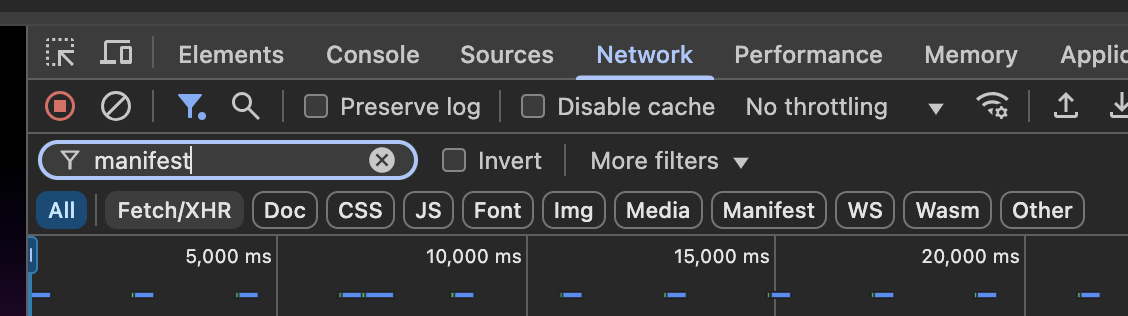 Elements Console Sources Network Performance Memory
Preserve log Disable cache No throttling
manifest Invert More filters
All Fetch/XHR Doc CSS JS Font Img Media Manifest WS Wasm Other
5,000 ms 10,000 ms 15,000 ms 20,000 ms